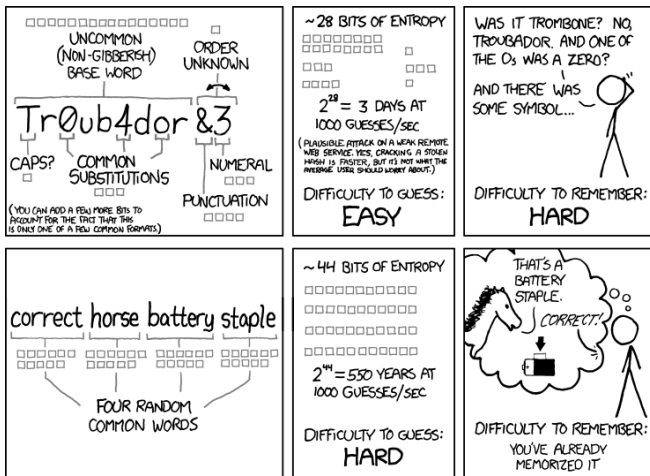 UNCOMMON
(NON-GIBBERISH)
BASE WORD
ORDER
UNKNOWN
Tr0ub4dor &3
CAPS?
COMMON
SUBSTITUTIONS
NUMERAL
PUNCTUATION
(YOU CAN ADD A FEW MORE BITS TO
ACCOUNT FOR THE FACT THAT THIS
IS ONLY ONE OF A FEW COMMON FORMATS.)
~28 BITS OF ENTROPY
2^28 = 3 DAYS AT
1000 GUESSES/SEC
(PLAUSIBLE ATTACK ON A WEAK REMOTE
WEB SERVICE. YES, CRACKING A STOLEN
HASH IS FASTER, BUT IT'S NOT WHAT THE
AVERAGE USER SHOULD WORRY ABOUT.)
DIFFICULTY TO GUESS:
EASY
WAS IT TROMBONE? NO,
TROUBADOR. AND ONE OF
THE Os WAS A ZERO?
AND THERE WAS
SOME SYMBOL...
DIFFICULTY TO REMEMBER:
HARD
correct horse battery staple
FOUR RANDOM
COMMON WORDS
~44 BITS OF ENTROPY
2^44 = 550 YEARS AT
1000 GUESSES/SEC
DIFFICULTY TO GUESS:
HARD
THAT'S A
BATTERY
STAPLE.
CORRECT!
DIFFICULTY TO REMEMBER:
YOU'VE ALREADY
MEMORIZED IT